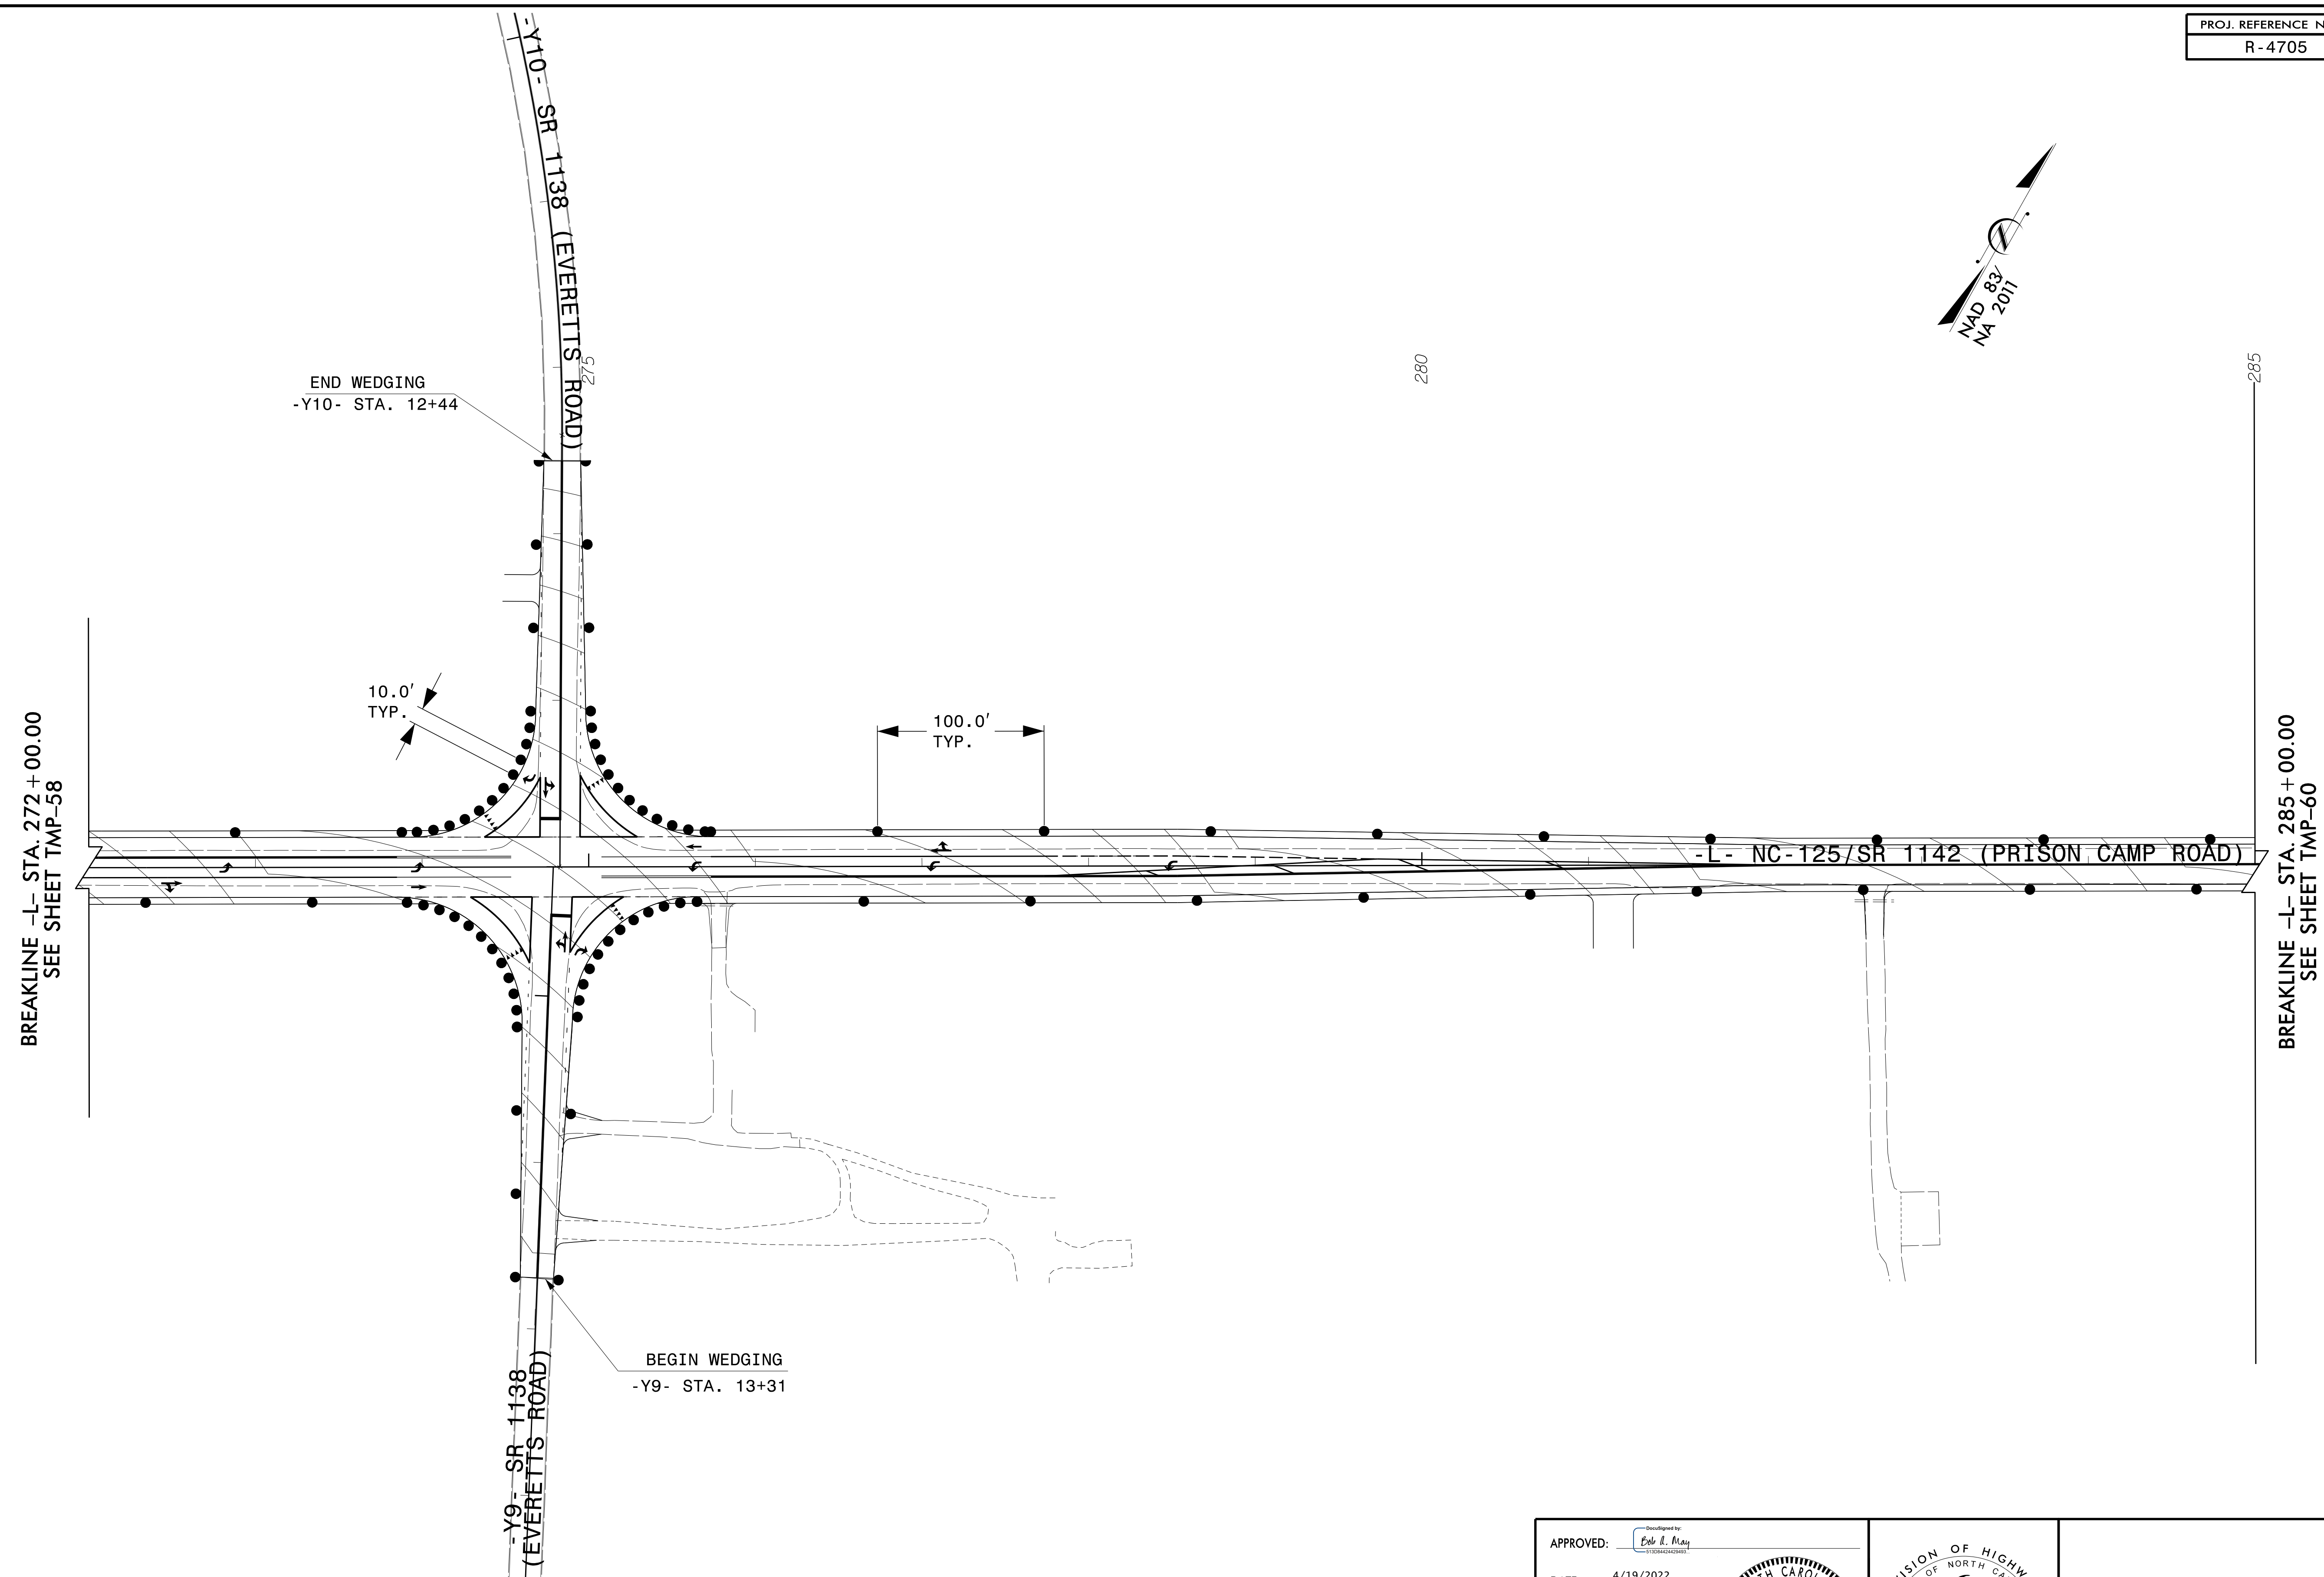 PROJ. REFERENCE N
R-4705
-Y10- SR 1138 (EVERETTS ROAD)
NAD 83/
NA 2011
275
280
285
END WEDGING
-Y10- STA. 12+44
10.0'
TYP.
100.0'
TYP.
BREAKLINE -L- STA. 272+00.00
SEE SHEET TMP-58
-L- NC-125/SR 1142 (PRISON CAMP ROAD)
BREAKLINE -L- STA. 285+00.00
SEE SHEET TMP-60
BEGIN WEDGING
-Y9- STA. 13+31
-Y9- SR 1138
(EVERETTS ROAD)
APPROVED:
DocuSigned by:
Bob A. May
4/19/2022
TH CAROL
ISION OF HIGHW
OF NORTH CA